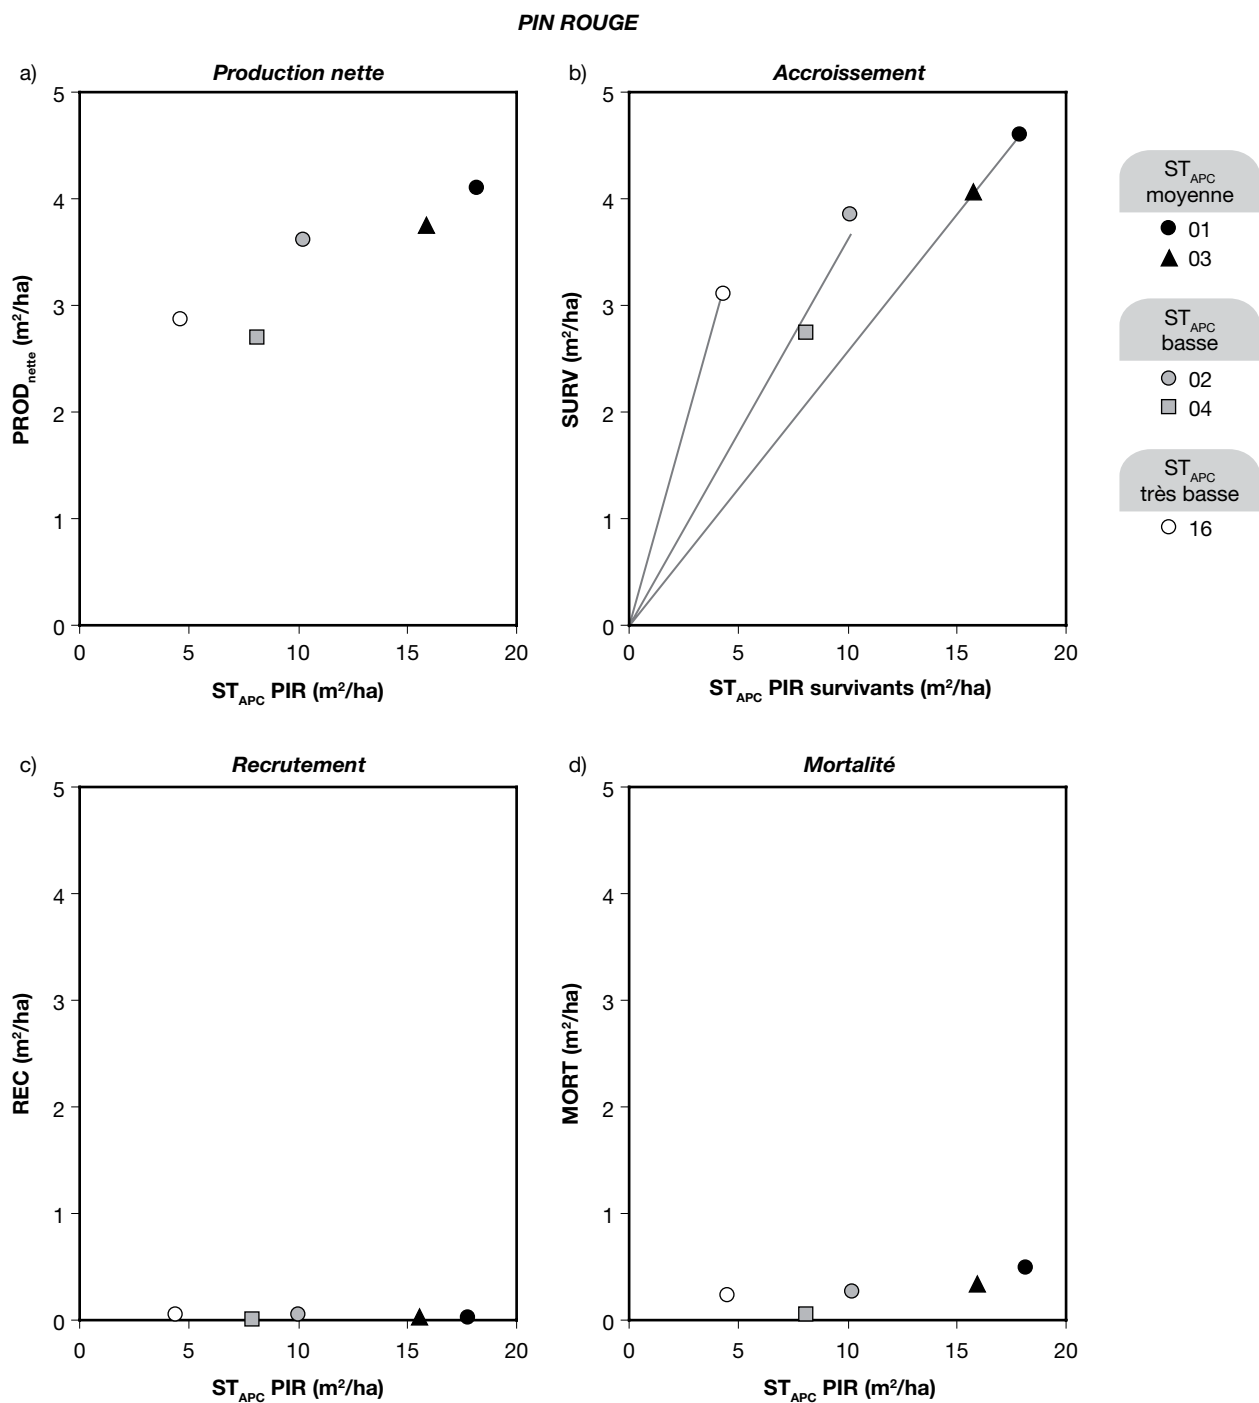 PIN ROUGE
a) Production nette
5
4
3
2
1
0
PRODnette (m²/ha)
0 5 10 15 20
STAPC PIR (m²/ha)
b) Accroissement
5
4
3
2
1
0
SURV (m²/ha)
0 5 10 15 20
STAPC PIR survivants (m²/ha)
STAPC
moyenne
01
03
STAPC
basse
02
04
STAPC
très basse
16
c) Recrutement
5
4
3
2
1
0
REC (m²/ha)
0 5 10 15 20
STAPC PIR (m²/ha)
d) Mortalité
5
4
3
2
1
0
MORT (m²/ha)
0 5 10 15 20
STAPC PIR (m²/ha)